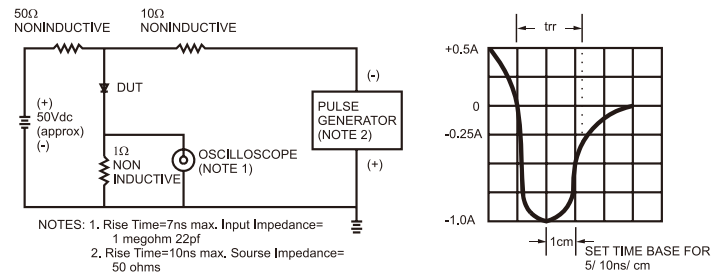 50Ω
NONINDUCTIVE
10Ω
NONINDUCTIVE
DUT
(+)
50Vdc
(approx)
(-)
1Ω
NON
INDUCTIVE
OSCILLOSCOPE
(NOTE 1)
(-)
PULSE
GENERATOR
(NOTE 2)
(+)
NOTES: 1. Rise Time=7ns max. Input Impedance=
1 megohm 22pf
2. Rise Time=10ns max. Sourse Impedance=
50 ohms
trr
+0.5A
0
-0.25A
-1.0A
1cm
SET TIME BASE FOR
5/ 10ns/ cm